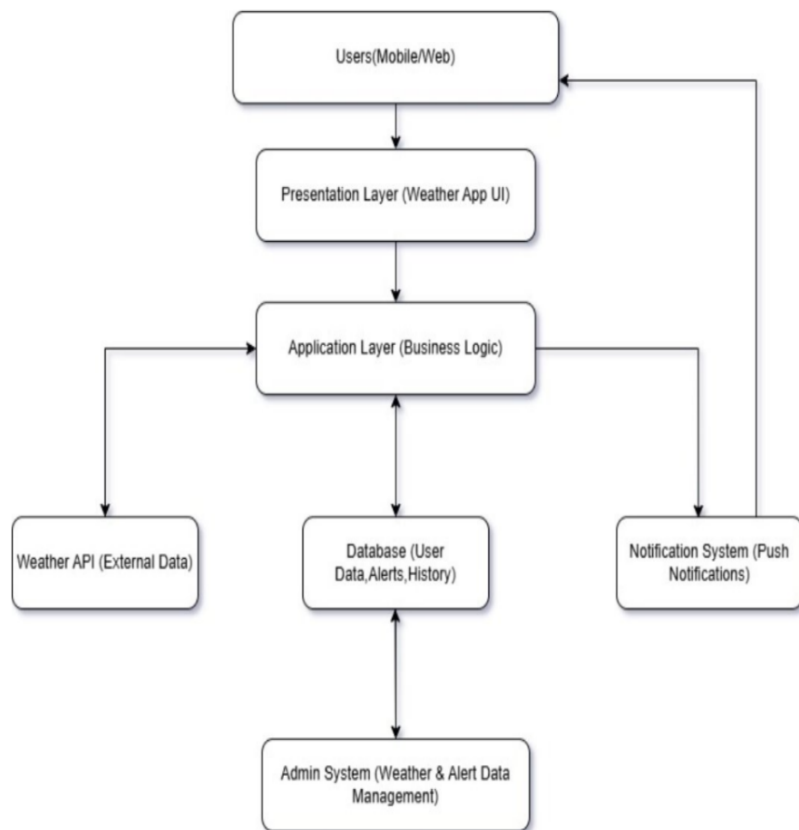 Users(Mobile/Web)
Presentation Layer (Weather App UI)
Application Layer (Business Logic)
Weather API (External Data)
Database (User
Data,Alerts,History)
Notification System (Push
Notifications)
Admin System (Weather & Alert Data
Management)